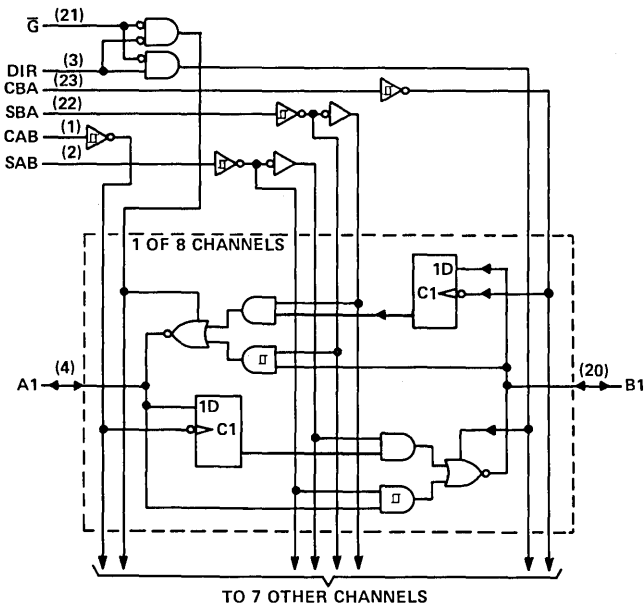 G̅ (21)
DIR (3)
CBA (23)
SBA (22)
CAB (1)
SAB (2)
1 OF 8 CHANNELS
1D
C1
A1 (4)
(20) B1
1D
C1
TO 7 OTHER CHANNELS